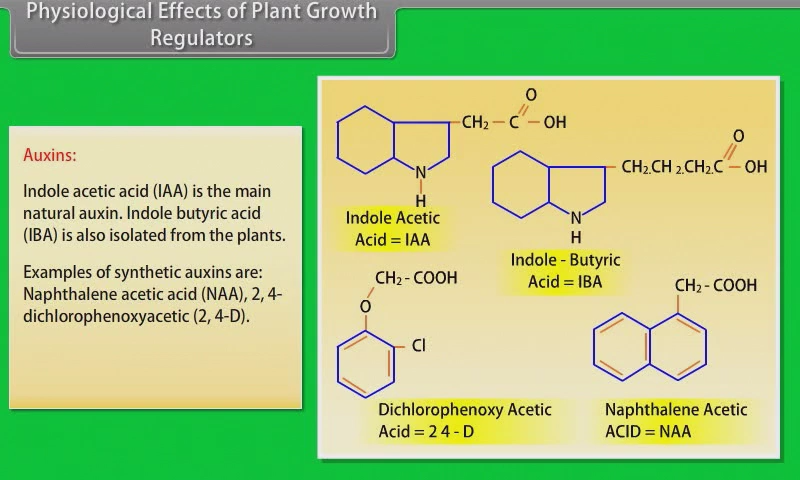 Physiological Effects of Plant Growth
Regulators
Auxins:
Indole acetic acid (IAA) is the main
natural auxin. Indole butyric acid
(IBA) is also isolated from the plants.
Examples of synthetic auxins are:
Naphthalene acetic acid (NAA), 2, 4-
dichlorophenoxyacetic (2, 4-D).
O
CH₂ — C — OH
N
H
Indole Acetic
Acid = IAA
O
CH₂.CH ₂.CH₂.C — OH
N
H
Indole - Butyric
Acid = IBA
CH₂ - COOH
O
Cl
Dichlorophenoxy Acetic
Acid = 2 4 - D
CH₂ - COOH
Naphthalene Acetic
ACID = NAA